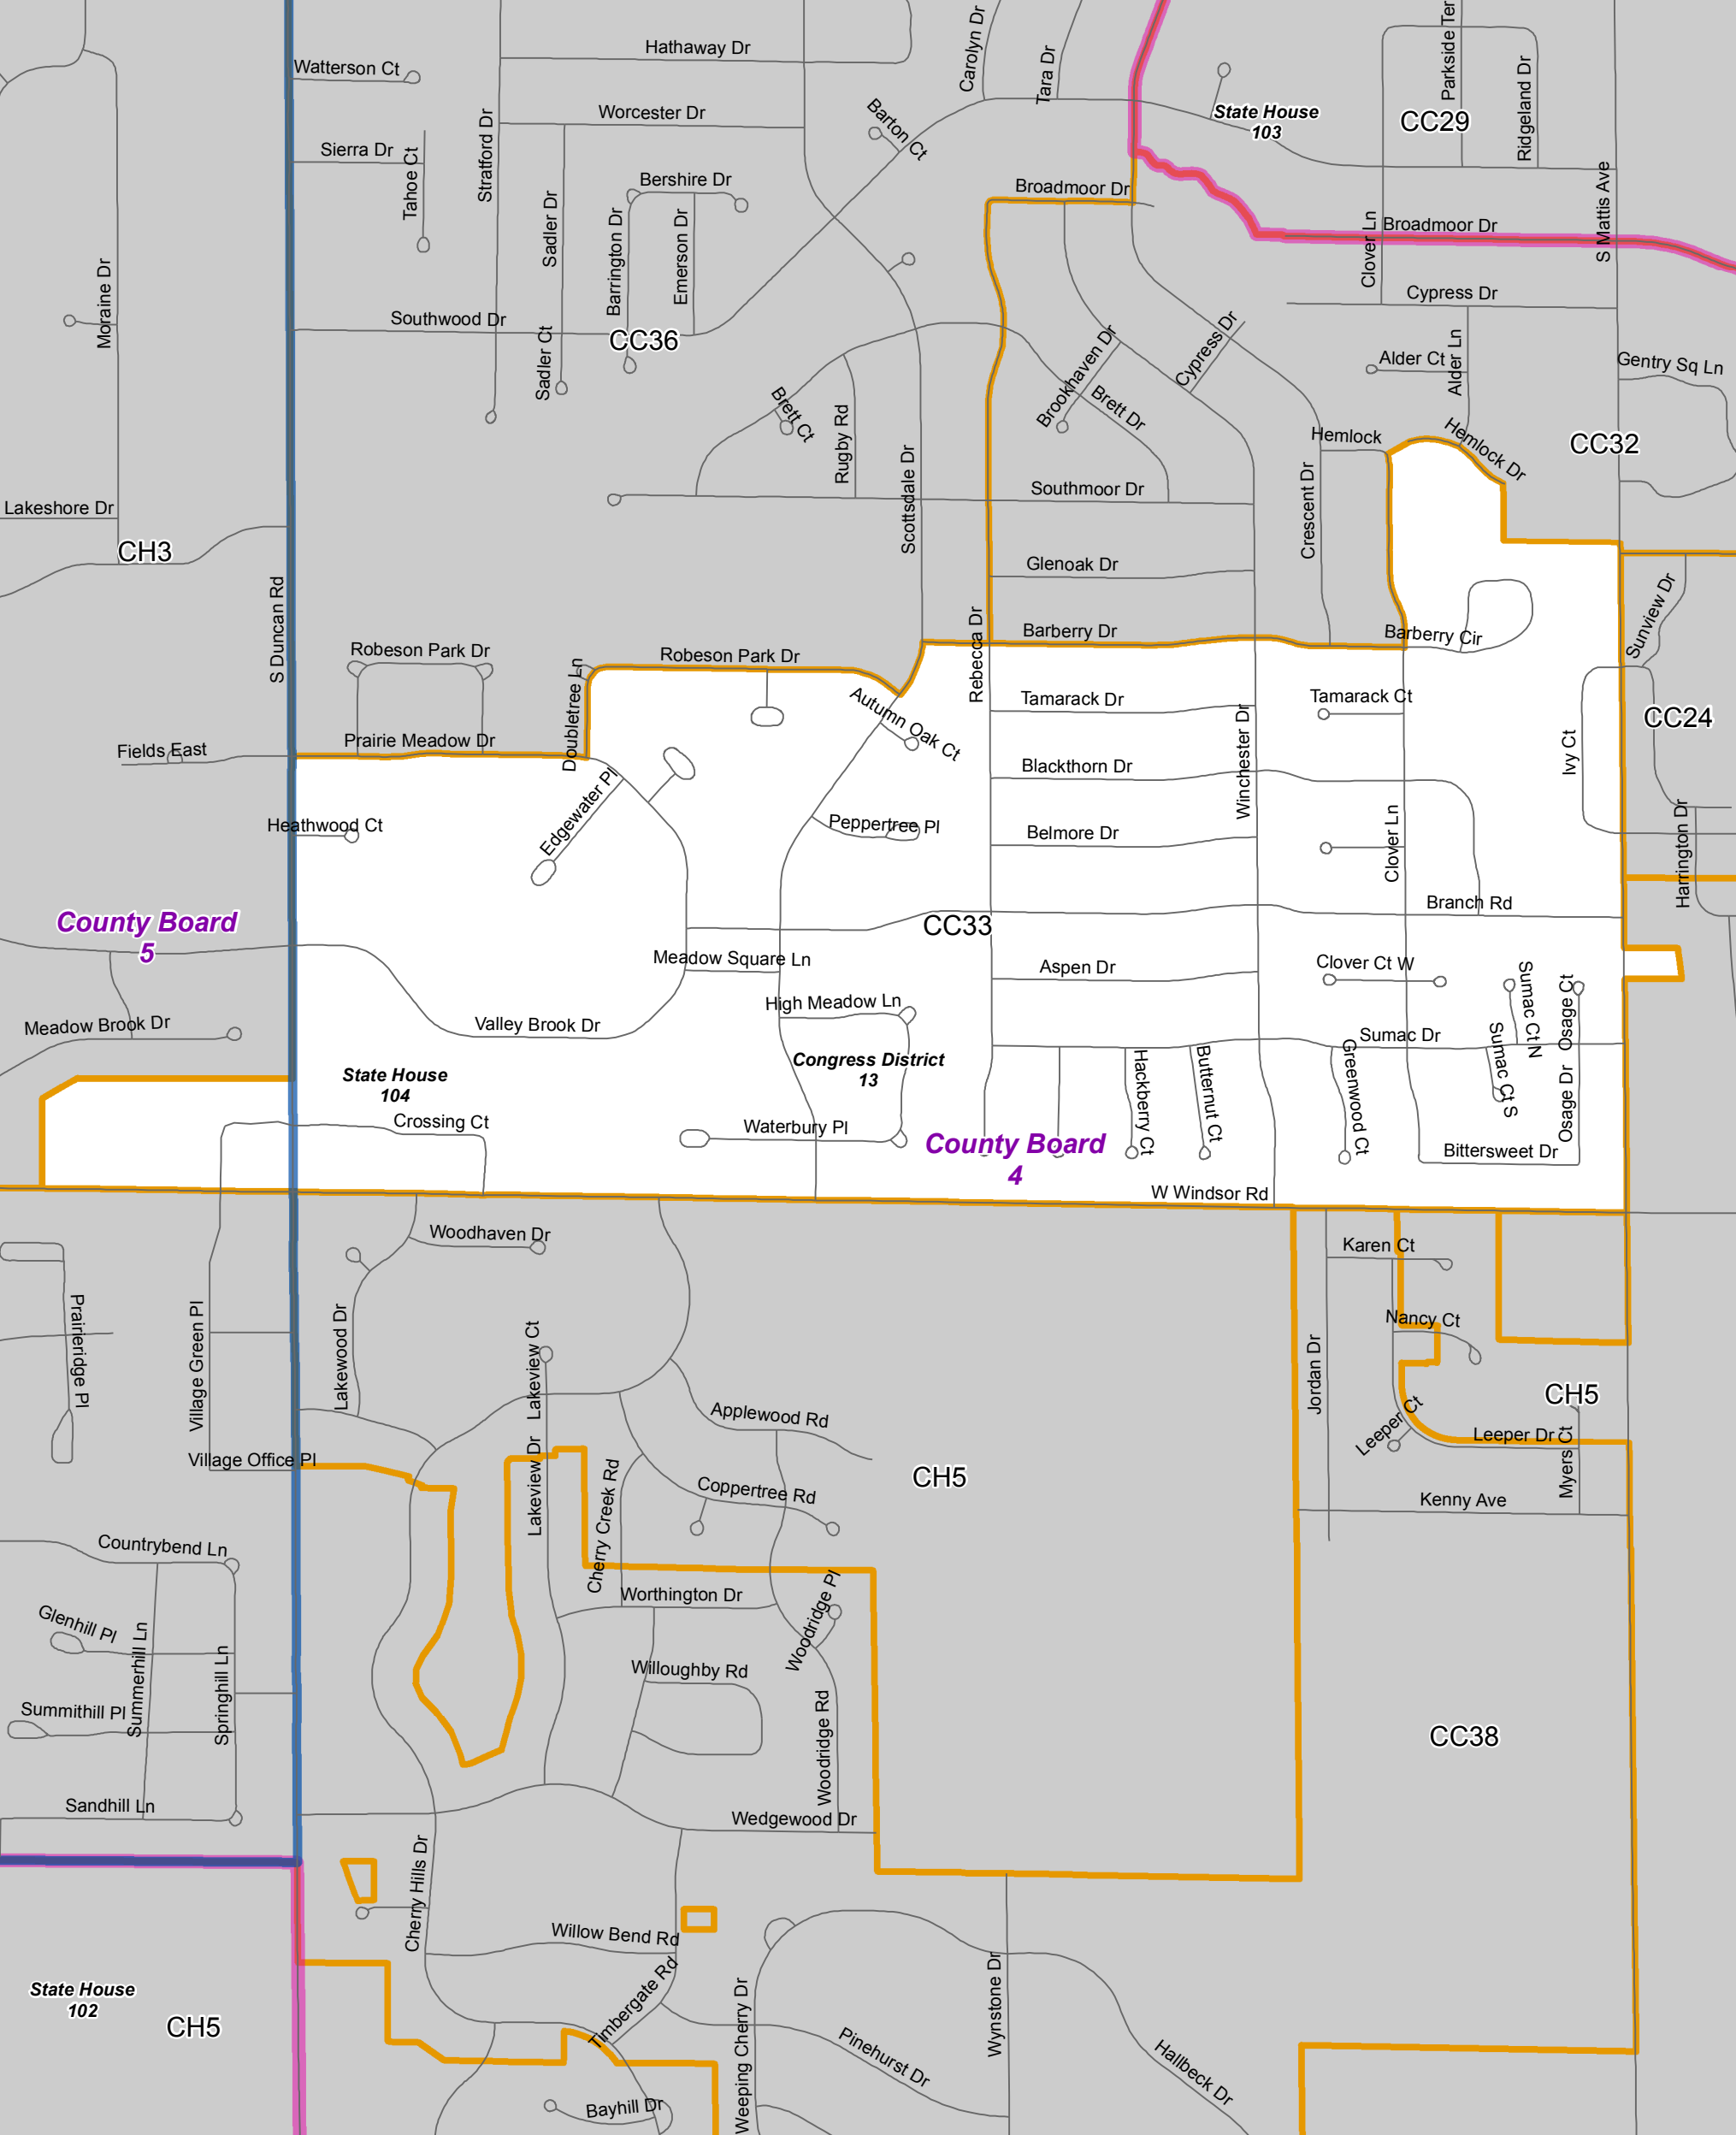 Hathaway Dr
Carolyn Dr
Tara Dr
Parkside Ter
Ridgeland Dr
Watterson Ct
Stratford Dr
Worcester Dr
Barton Ct
State House
103
CC29
Sierra Dr
Tahoe Ct
Sadler Dr
Bershire Dr
Barrington Dr
Emerson Dr
Broadmoor Dr
S Mattis Ave
Clover Ln
Broadmoor Dr
Moraine Dr
Cypress Dr
Southwood Dr
CC36
Sadler Ct
Brookhaven Dr
Cypress Dr
Alder Ct
Alder Ln
Gentry Sq Ln
Brett Ct
Rugby Rd
Brett Dr
Hemlock
Hemlock Dr
CC32
Scottsdale Dr
Southmoor Dr
Crescent Dr
Lakeshore Dr
CH3
Glenoak Dr
S Duncan Rd
Rebecca Dr
Barberry Dr
Barberry Cir
Sunview Dr
Robeson Park Dr
Robeson Park Dr
Doubletree Ln
Autumn Oak Ct
Tamarack Dr
Tamarack Ct
CC24
Winchester Dr
Ivy Ct
Fields East
Prairie Meadow Dr
Blackthorn Dr
Edgewater Pl
Heathwood Ct
Peppertree Pl
Belmore Dr
Clover Ln
Harrington Dr
County Board
5
CC33
Branch Rd
Meadow Square Ln
Aspen Dr
Clover Ct W
Sumac Ct N
Osage Ct
High Meadow Ln
Meadow Brook Dr
Valley Brook Dr
Sumac Dr
Sumac Ct S
Osage Dr
Congress District
13
State House
104
Hackberry Ct
Butternut Ct
Greenwood Ct
Crossing Ct
Waterbury Pl
County Board
4
Bittersweet Dr
W Windsor Rd
Woodhaven Dr
Karen Ct
Prairieridge Pl
Village Green Pl
Lakewood Dr
Lakeview Ct
Nancy Ct
Jordan Dr
CH5
Applewood Rd
Leeper Ct
Leeper Dr
Myers Ct
Village Office Pl
Lakeview Dr
CH5
Cherry Creek Rd
Coppertree Rd
Kenny Ave
Countrybend Ln
Worthington Dr
Woodridge Pl
Glenhill Pl
Summerhill Ln
Springhill Ln
Willoughby Rd
Summithill Pl
Woodridge Rd
CC38
Sandhill Ln
Wedgewood Dr
Cherry Hills Dr
Willow Bend Rd
Timbergate Rd
Wynstone Dr
State House
102
CH5
Weeping Cherry Dr
Pinehurst Dr
Hallbeck Dr
Bayhill Dr